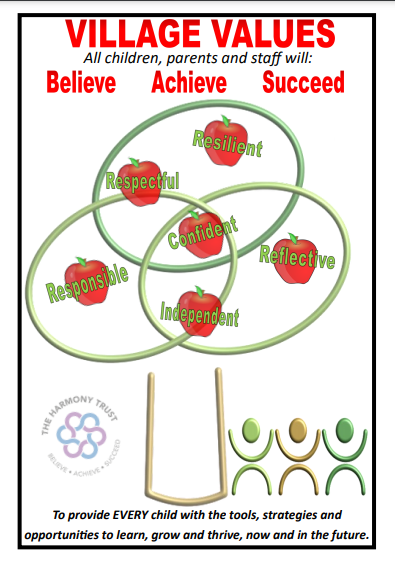 VILLAGE VALUES
All children, parents and staff will:
Believe Achieve Succeed
Resilient
Respectful
Confident
Reflective
Responsible
Independent
THE HARMONY TRUST
BELIEVE • ACHIEVE • SUCCEED
To provide EVERY child with the tools, strategies and
opportunities to learn, grow and thrive, now and in the future.